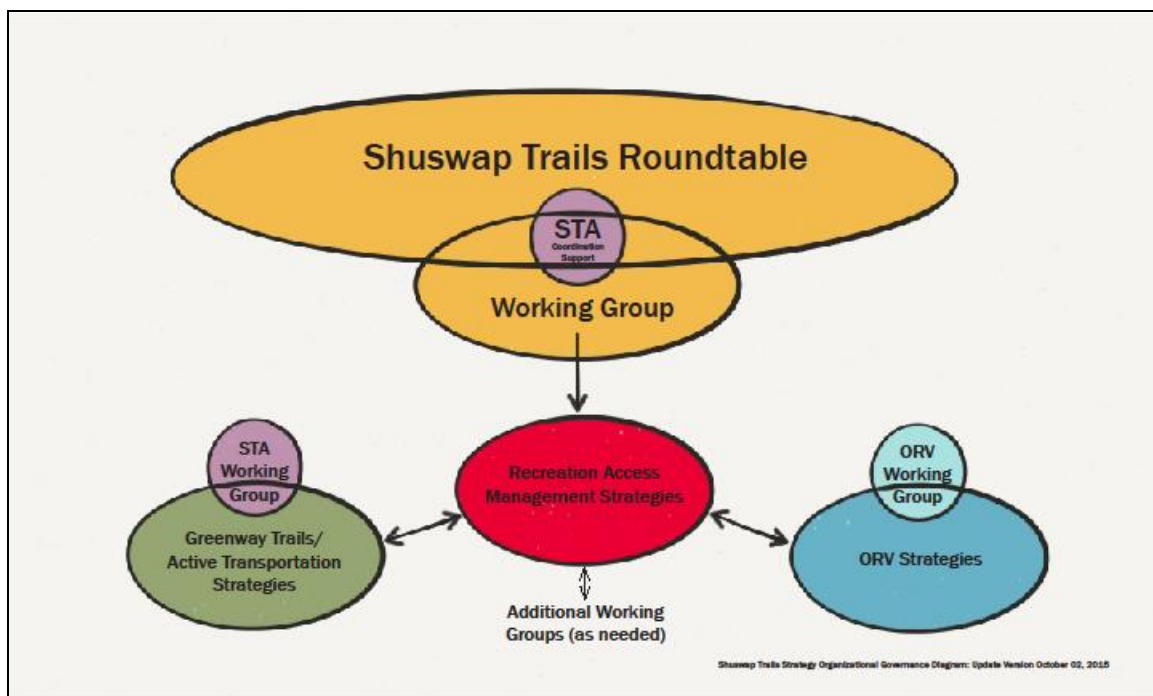 Shuswap Trails Roundtable
STA
Coordination
Support
Working Group
STA
Working
Group
Recreation Access
Management Strategies
ORV
Working
Group
Greenway Trails/
Active Transportation
Strategies
ORV Strategies
Additional Working
Groups (as needed)
Shuswap Trails Strategy Organizational Governance Diagram: Update Version October 02, 2015